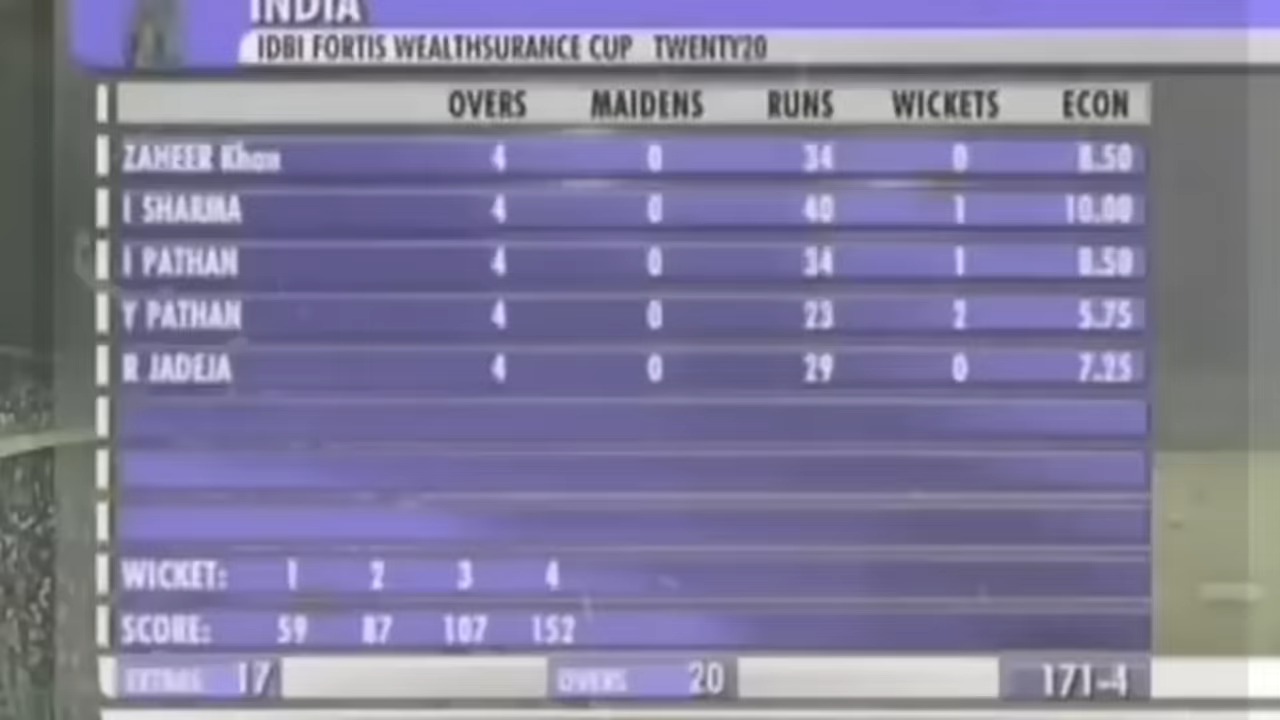 INDIA
IDBI FORTIS WEALTHSURANCE CUP TWENTY20
OVERS MAIDENS RUNS WICKETS ECON
ZAHEER Khan 4 0 34 0 8.50
I SHARMA 4 0 40 1 10.00
I PATHAN 4 0 34 1 8.50
Y PATHAN 4 0 23 2 5.75
R JADEJA 4 0 29 0 7.25
WICKET: 1 2 3 4
SCORE: 59 87 107 152
EXTRAS 17 OVERS 20 171-4